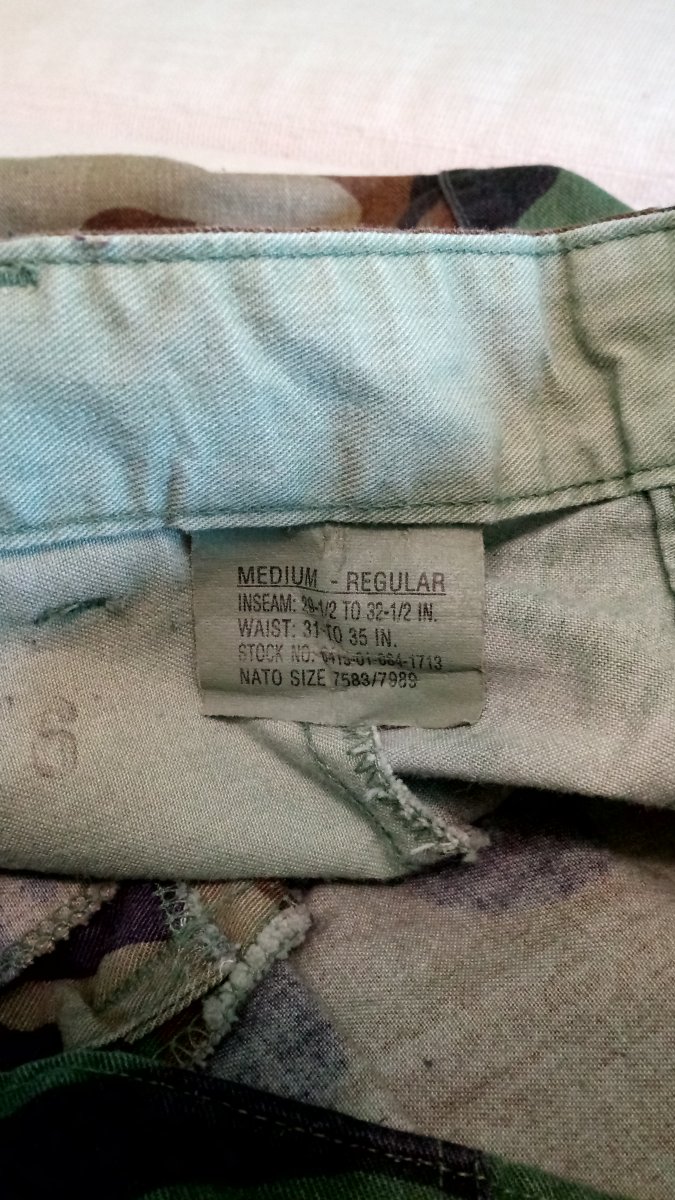 MEDIUM - REGULAR
INSEAM: 29-1/2 TO 32-1/2 IN.
WAIST: 31 TO 35 IN.
STOCK NO: 8415-01-084-1713
NATO SIZE 7583/7989